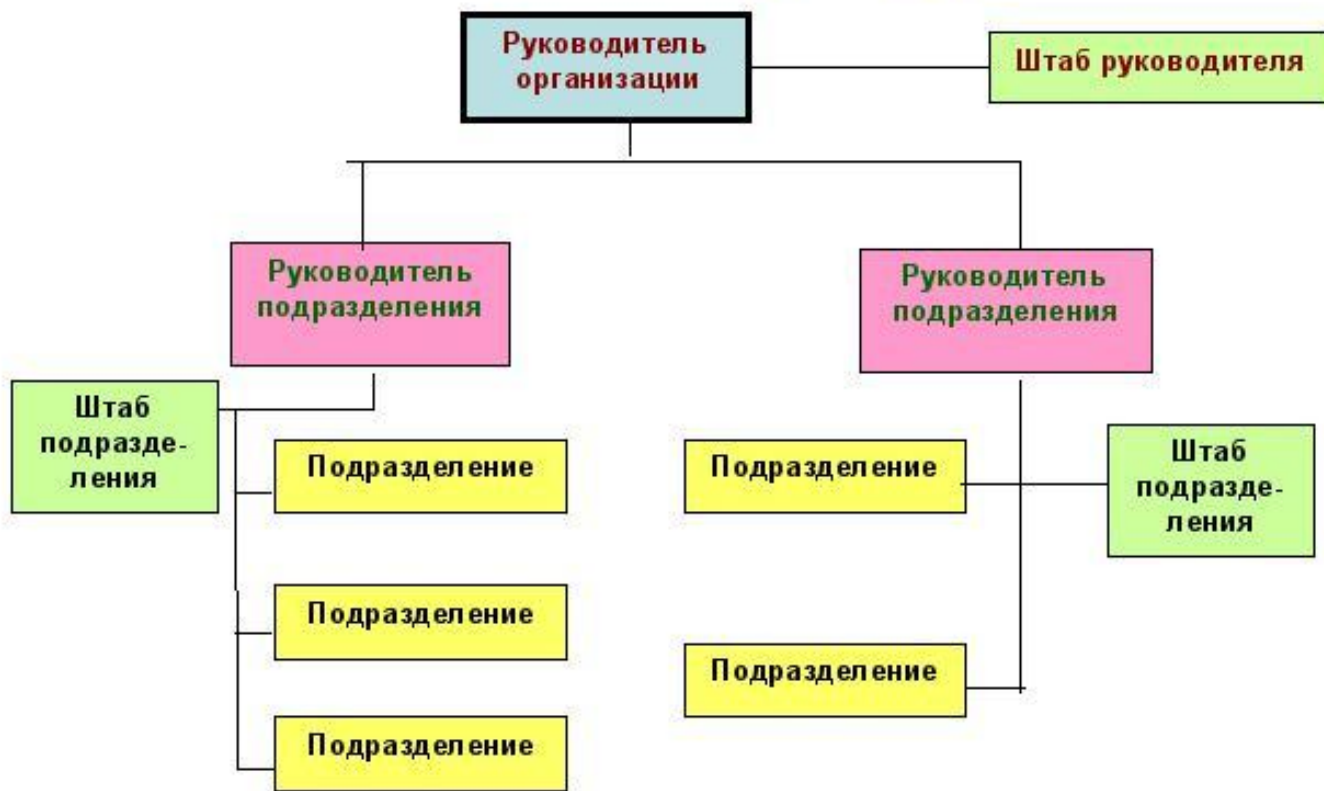 Руководитель
организации
Штаб руководителя
Руководитель
подразделения
Руководитель
подразделения
Штаб
подразде-
ления
Подразделение
Подразделение
Штаб
подразде-
ления
Подразделение
Подразделение
Подразделение